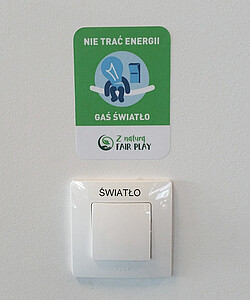 NIE TRAĆ ENERGII
GAŚ ŚWIATŁO
Z naturą
FAIR PLAY
ŚWIATŁO